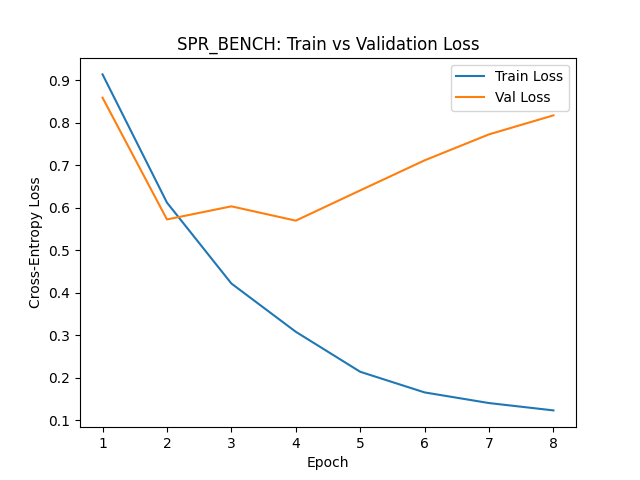 SPR_BENCH: Train vs Validation Loss
Train Loss
Val Loss
Cross-Entropy Loss
0.9
0.8
0.7
0.6
0.5
0.4
0.3
0.2
0.1
1 2 3 4 5 6 7 8
Epoch